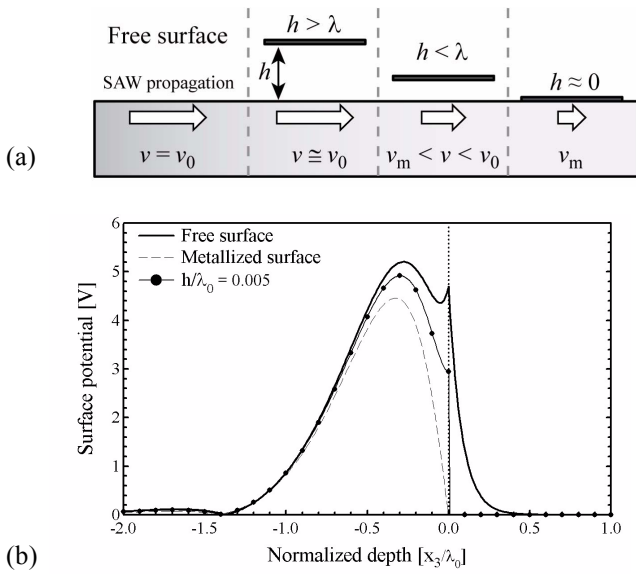 Free surface
h > λ
h
h < λ
h ≈ 0
SAW propagation
v = v₀
v ≅ v₀
vₘ < v < v₀
vₘ
(a)
Free surface
Metallized surface
h/λ₀ = 0.005
Surface potential [V]
6
5
4
3
2
1
0
-2.0 -1.5 -1.0 -0.5 0.0 0.5 1.0
Normalized depth [x₃/λ₀]
(b)